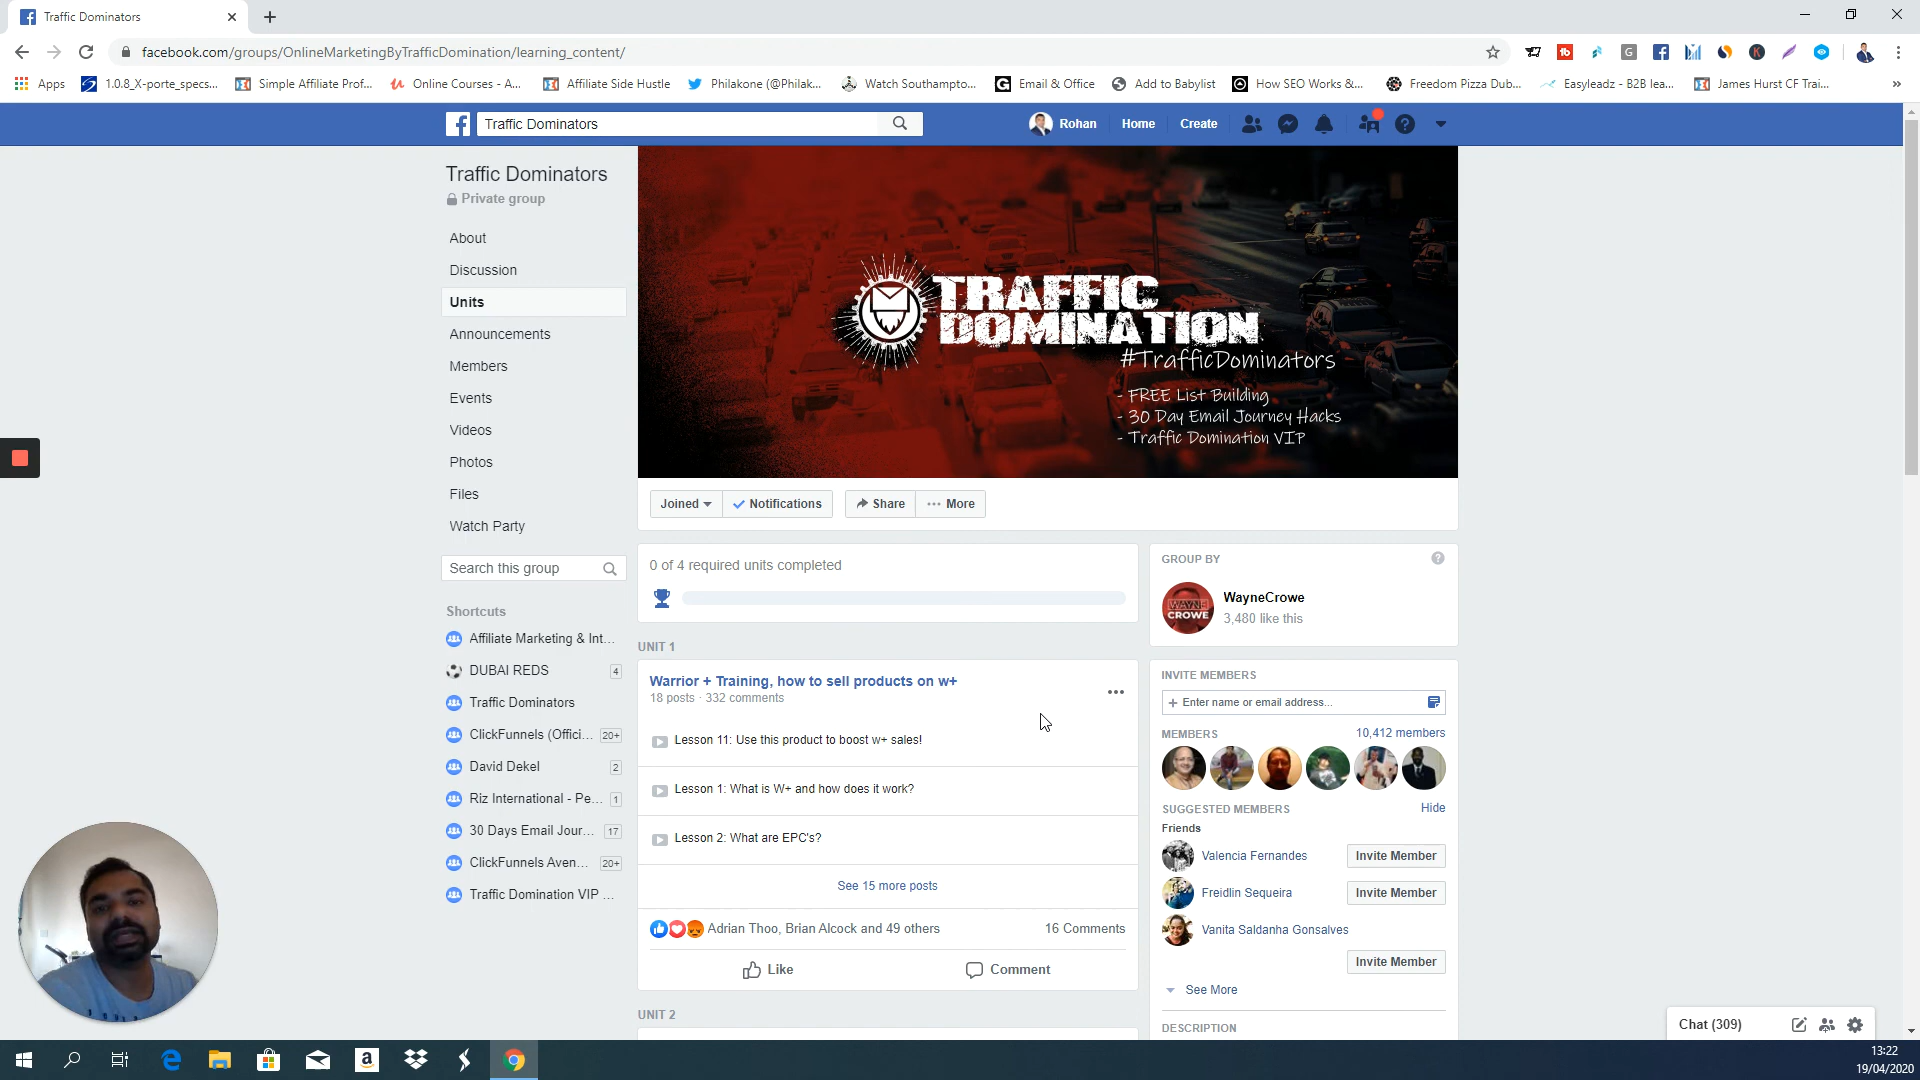 Traffic Dominators
facebook.com/groups/OnlineMarketingByTrafficDomination/learning_content/
Apps
1.0.8_X-porte_specs...
Simple Affiliate Prof...
Online Courses - A...
Affiliate Side Hustle
Philakone (@Philak...
Watch Southampto...
Email & Office
Add to Babylist
How SEO Works &...
Freedom Pizza Dub...
Easyleadz - B2B lea...
James Hurst CF Trai...
»
Traffic Dominators
Rohan
Home
Create
Traffic Dominators
Private group
About
Discussion
Units
Announcements
Members
Events
Videos
Photos
Files
Watch Party
Search this group
Shortcuts
Affiliate Marketing & Int...
DUBAI REDS 4
Traffic Dominators
ClickFunnels (Offici... 20+
David Dekel 2
Riz International - Pe... 1
30 Days Email Jour... 17
ClickFunnels Aven... 20+
Traffic Domination VIP ...
TRAFFIC
DOMINATION
#TrafficDominators
- FREE List Building
- 30 Day Email Journey Hacks
- Traffic Domination VIP
Joined
Notifications
Share
More
0 of 4 required units completed
UNIT 1
Warrior + Training, how to sell products on w+
18 posts · 332 comments
Lesson 11: Use this product to boost w+ sales!
Lesson 1: What is W+ and how does it work?
Lesson 2: What are EPC's?
See 15 more posts
Adrian Thoo, Brian Alcock and 49 others
16 Comments
Like
Comment
UNIT 2
GROUP BY
WAYNE
CROWE
WayneCrowe
3,480 like this
INVITE MEMBERS
+ Enter name or email address...
MEMBERS
10,412 members
SUGGESTED MEMBERS
Hide
Friends
Valencia Fernandes
Invite Member
Freidlin Sequeira
Invite Member
Vanita Saldanha Gonsalves
Invite Member
See More
DESCRIPTION
Chat (309)
13:22
19/04/2020